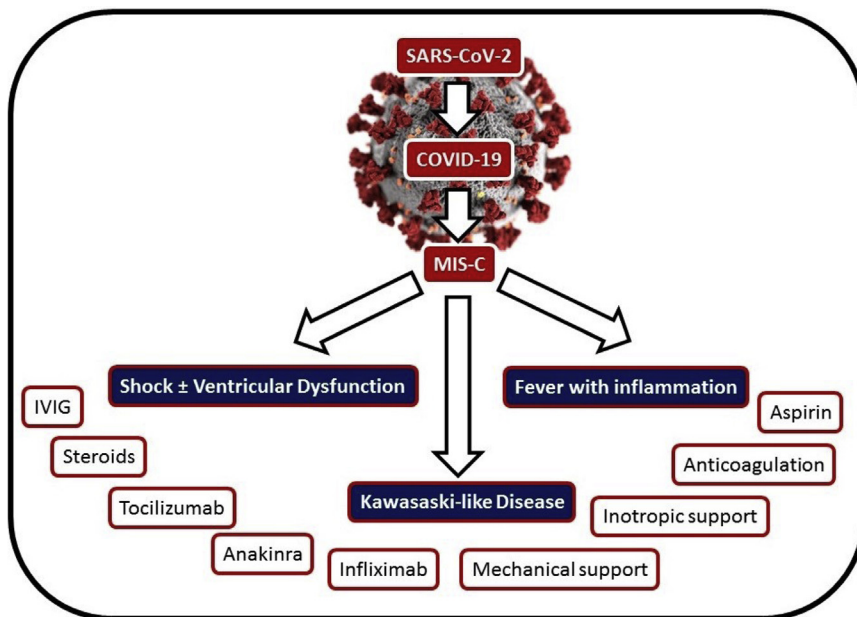 SARS-CoV-2
COVID-19
MIS-C
Shock ± Ventricular Dysfunction
Fever with inflammation
IVIG
Aspirin
Steroids
Anticoagulation
Kawasaski-like Disease
Tocilizumab
Inotropic support
Anakinra
Infliximab
Mechanical support